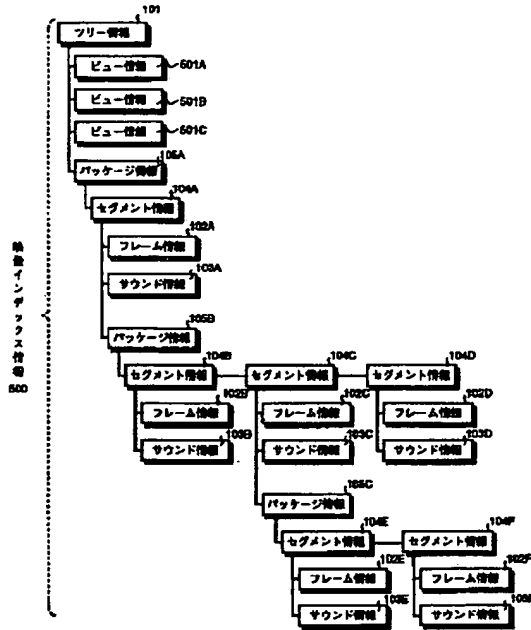 101
ツリー情報
ビュー情報 501A
ビュー情報 501B
ビュー情報 501C
105A
パッケージ情報
104A
セグメント情報
102A
フレーム情報
103A
サウンド情報
105B
パッケージ情報
104B 104C 104D
セグメント情報 セグメント情報 セグメント情報
102B 102C 102D
フレーム情報 フレーム情報 フレーム情報
103B 103C 103D
サウンド情報 サウンド情報 サウンド情報
105C
パッケージ情報
104E 104F
セグメント情報 セグメント情報
102E 102F
フレーム情報 フレーム情報
103E 103F
サウンド情報 サウンド情報
映像インデックス情報
500